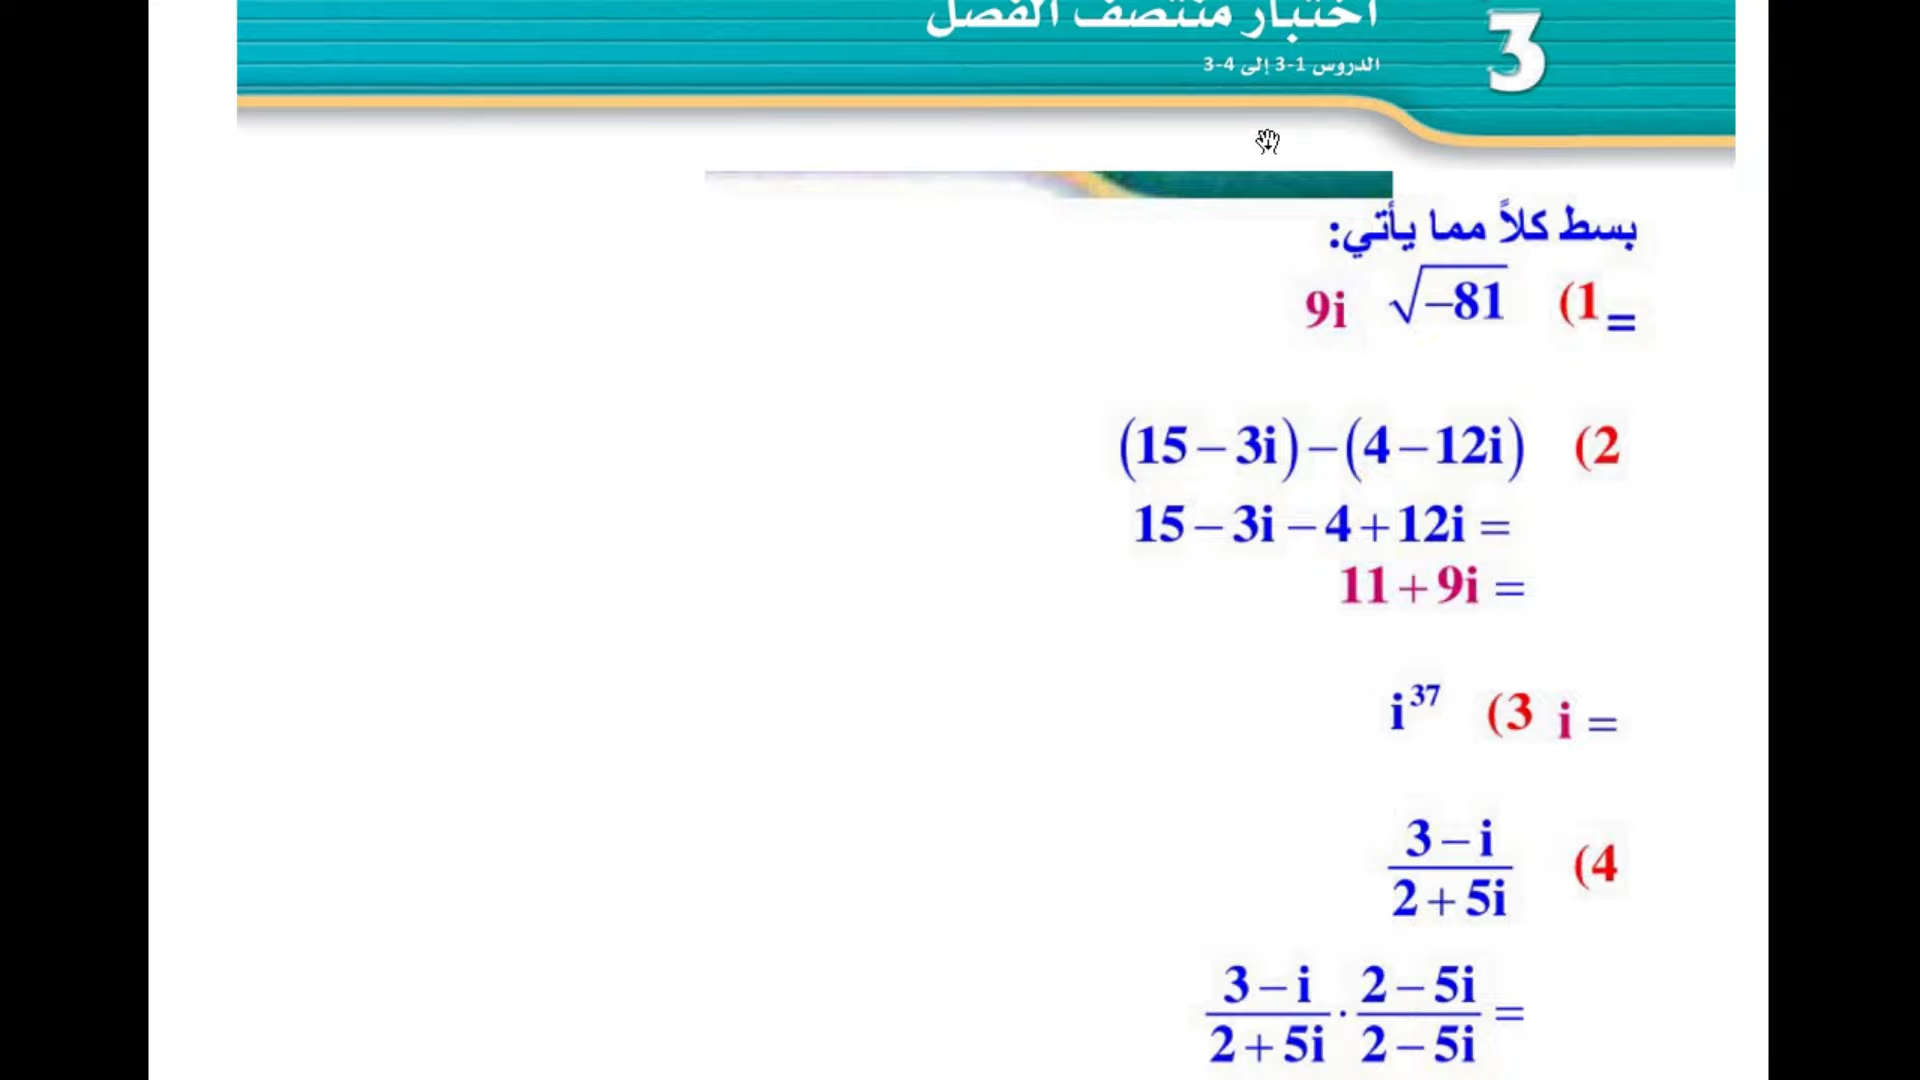 اختبار منتصف الفصل
3
الدروس 1-3 إلى 4-3
بسط كلاً مما يأتي:
(1 √−81 9i
=
(2 (15 − 3i) − (4 − 12i)
15 − 3i − 4 + 12i =
11 + 9i =
(3 i^37
i =
(4 (3 − i)/(2 + 5i)
(3 − i)/(2 + 5i) · (2 − 5i)/(2 − 5i) =